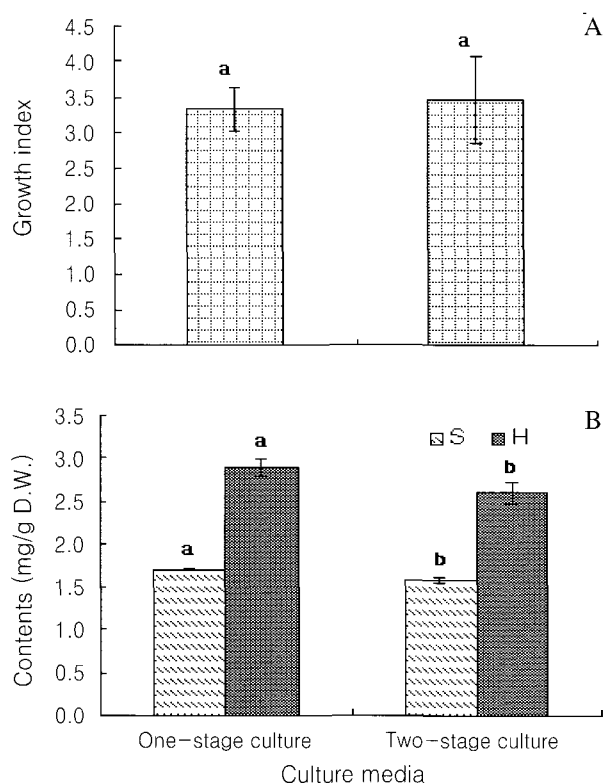 A
Growth index
4.5
4.0
3.5
3.0
2.5
2.0
1.5
1.0
0.5
0.0
a
a
B
Contents (mg/g D.W.)
3.5
3.0
2.5
2.0
1.5
1.0
0.5
0.0
S H
a
a
b
b
One-stage culture Two-stage culture
Culture media